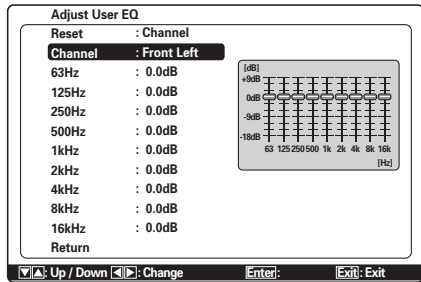 Adjust User EQ
Reset : Channel
Channel : Front Left
63Hz : 0.0dB
125Hz : 0.0dB
250Hz : 0.0dB
500Hz : 0.0dB
1kHz : 0.0dB
2kHz : 0.0dB
4kHz : 0.0dB
8kHz : 0.0dB
16kHz : 0.0dB
Return
[dB]
+9dB
0dB
-9dB
-18dB
63 125 250 500 1k 2k 4k 8k 16k
[Hz]
▼▲: Up / Down ◀▶: Change Enter: Exit: Exit